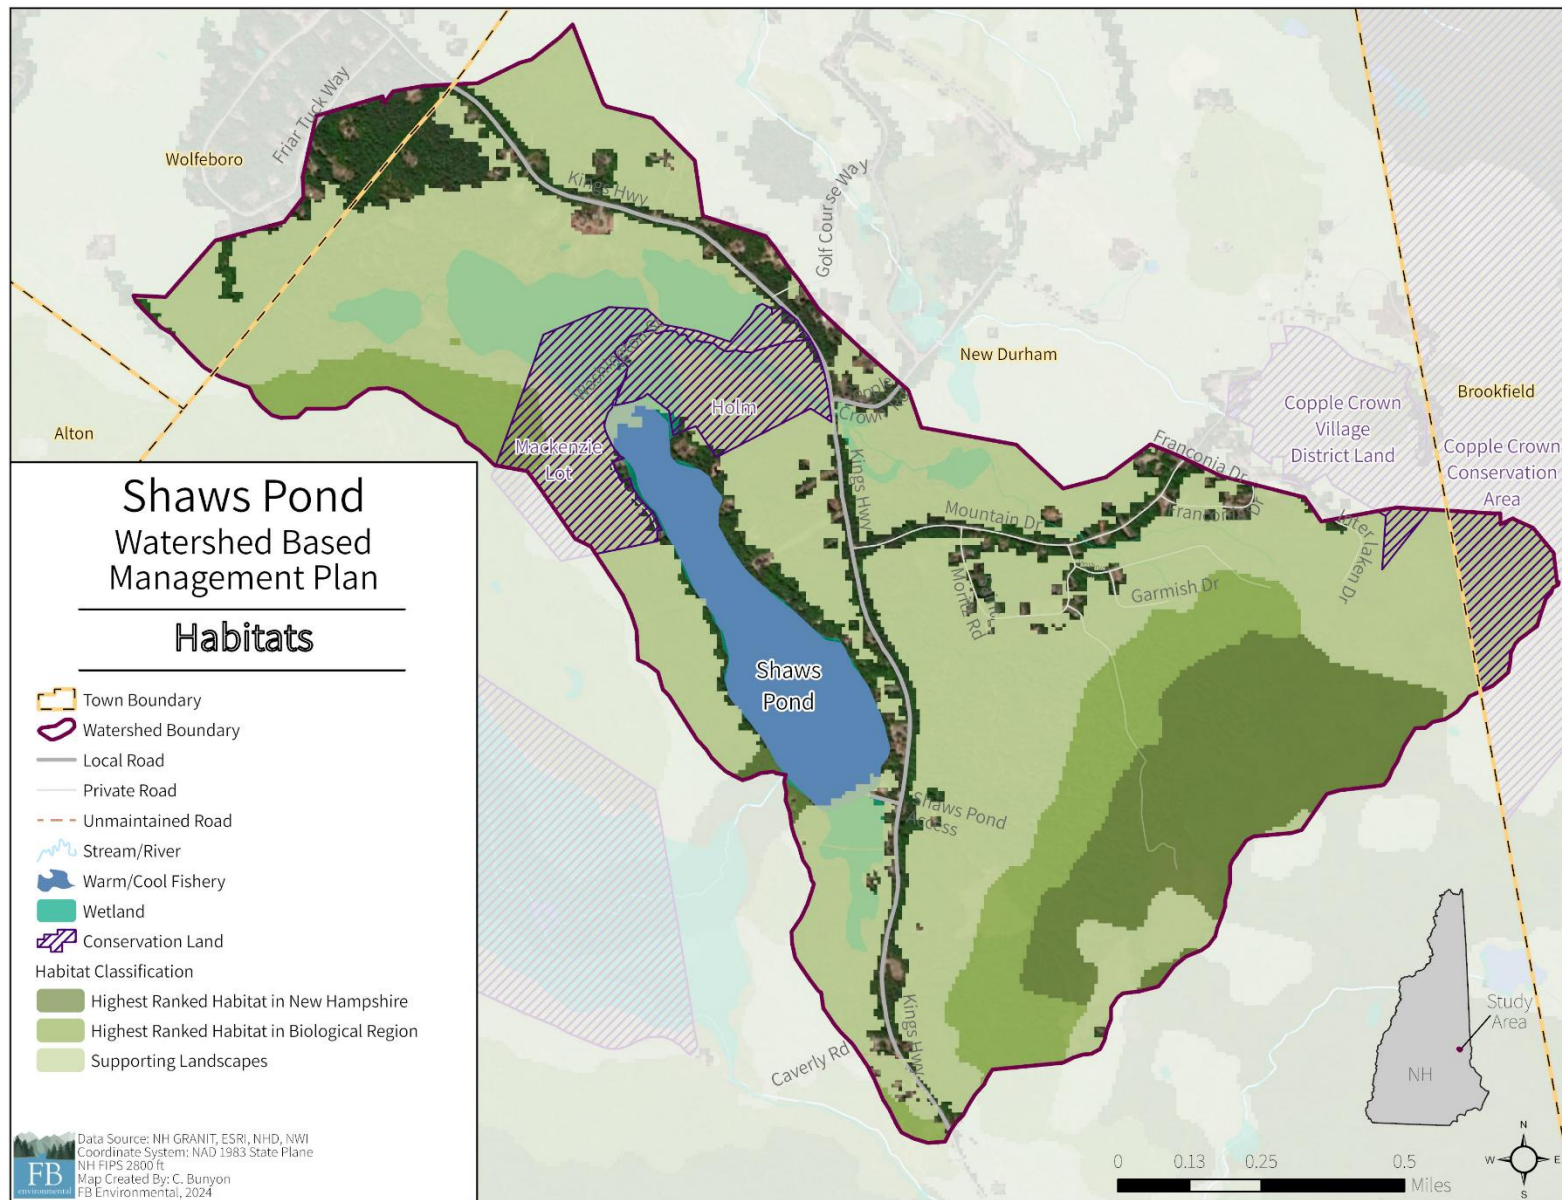 Friar Tuck Way
Wolfeboro
Kings Hwy
Golf Course Way
New Durham
Brookfield
Alton
Holm
Mackenzie
Lot
Crown
Kings Hwy
Copple Crown
Village
District Land
Copple Crown
Conservation
Area
Franconia Dr
Mountain Dr
Garmish Dr
Inter Laken Dr
Moritz Rd
Shaws
Pond
Shaws Pond
Access
Kings Hwy
Caverly Rd
Shaws Pond
Watershed Based
Management Plan
Habitats
Town Boundary
Watershed Boundary
Local Road
Private Road
Unmaintained Road
Stream/River
Warm/Cool Fishery
Wetland
Conservation Land
Habitat Classification
Highest Ranked Habitat in New Hampshire
Highest Ranked Habitat in Biological Region
Supporting Landscapes
FB
environmental
Data Source: NH GRANIT, ESRI, NHD, NWI
Coordinate System: NAD 1983 State Plane
NH FIPS 2800 ft
Map Created By: C. Bunyon
FB Environmental, 2024
Study
Area
NH
0 0.13 0.25 0.5
Miles
N
W E
S